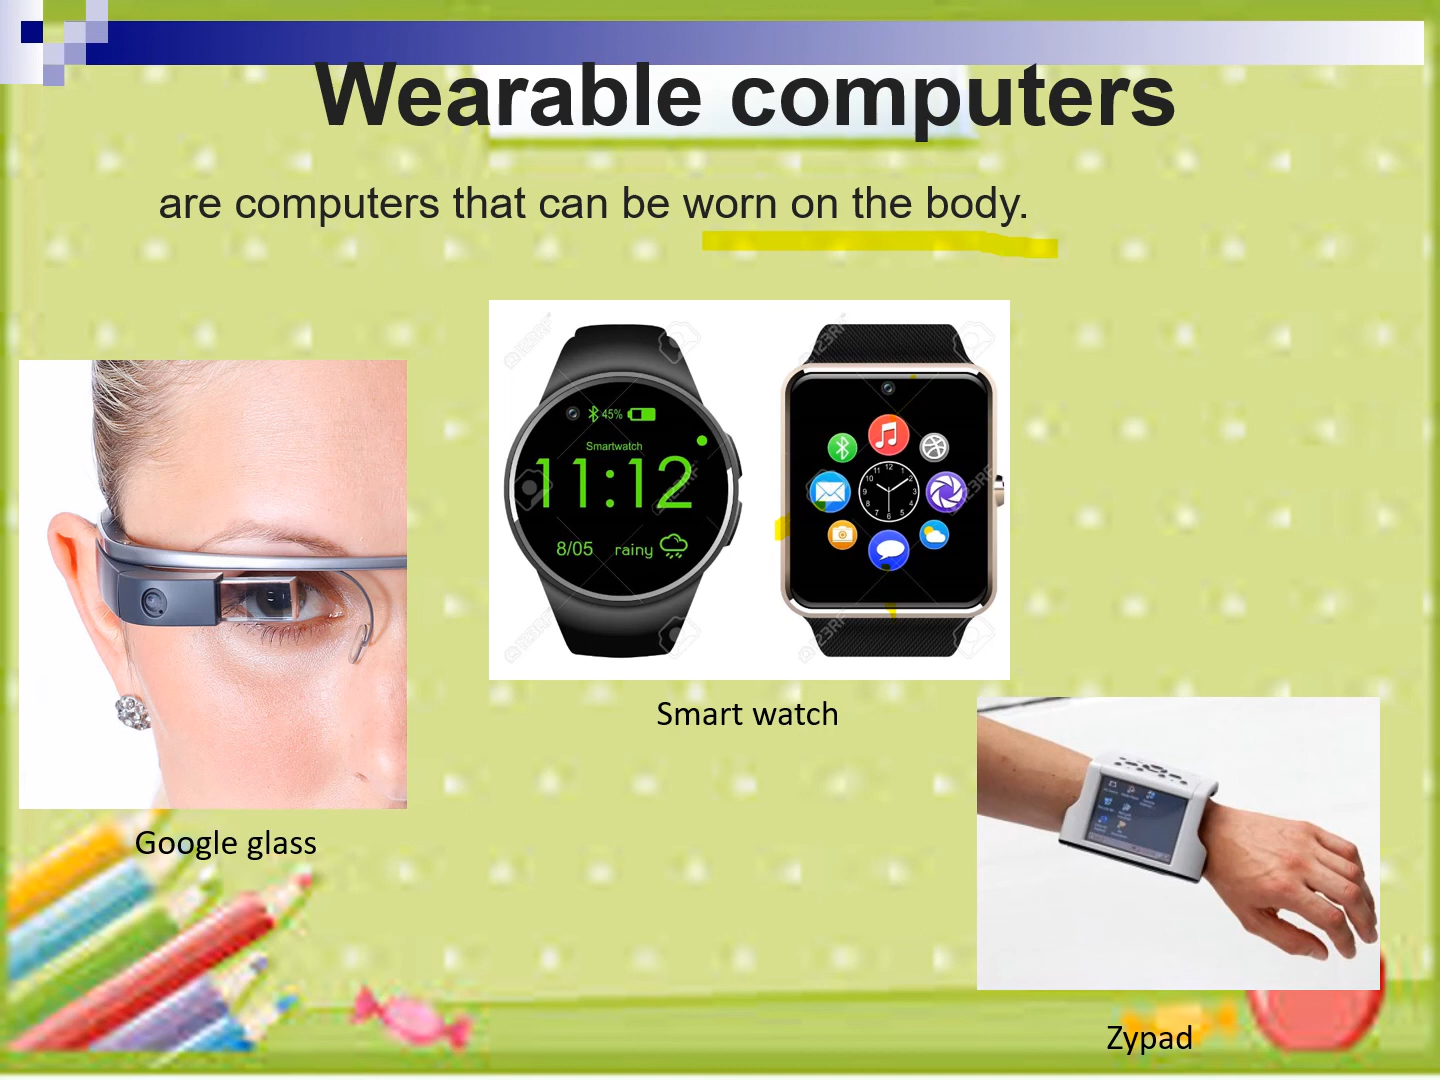 Wearable computers
are computers that can be worn on the body.
45%
Smartwatch
11:12
8/05 rainy
Smart watch
Google glass
Zypad
123RF